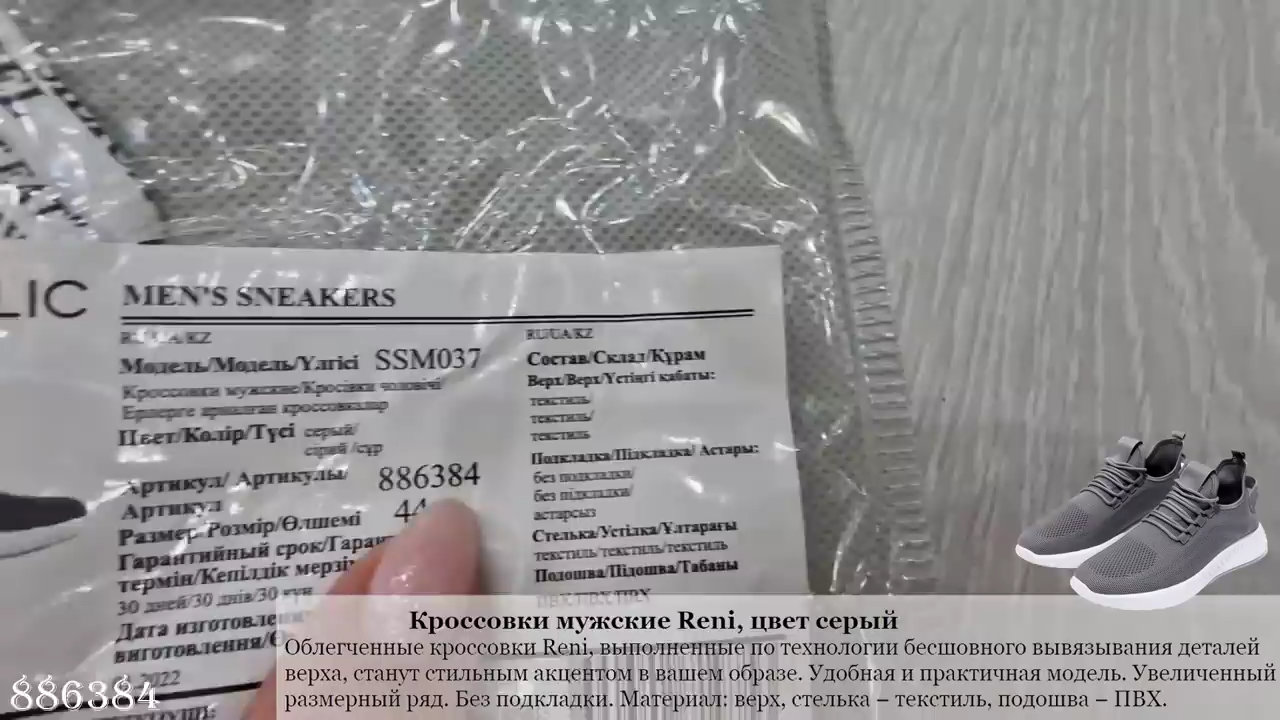 LIC
MEN'S SNEAKERS
RU/UA/KZ
Модель/Модель/Үлгісі SSM037
Кроссовки мужские/Кросівки чоловічі/
Ерлерге арналған кроссовкалар
Цвет/Колір/Түсі серый/
сірий /сұр
Артикул/ Артикулы/ 886384
Артикул
Размер/Розмір/Өлшемі 44
Гарантийный срок/Гаран
термін/Кепілдік мерзі
30 дней/30 днів/30 күн
Дата изготовле
виготовлення/
2022
RU/UA/KZ
Состав/Склад/Құрам
Верх/Верх/Үстіңгі қабаты:
текстиль/
текстиль/
текстиль
Подкладка/Підкладка/ Астары:
без подкладки/
без підкладки/
астарсыз
Стелька/Устілка/Ұлтарағы
текстиль/текстиль/текстиль
Подошва/Підошва/Табаны
ПВХ/ПВХ/ПВХ
Кроссовки мужские Reni, цвет серый
Облегченные кроссовки Reni, выполненные по технологии бесшовного вывязывания деталей
верха, станут стильным акцентом в вашем образе. Удобная и практичная модель. Увеличенный
размерный ряд. Без подкладки. Материал: верх, стелька – текстиль, подошва – ПВХ.
886384